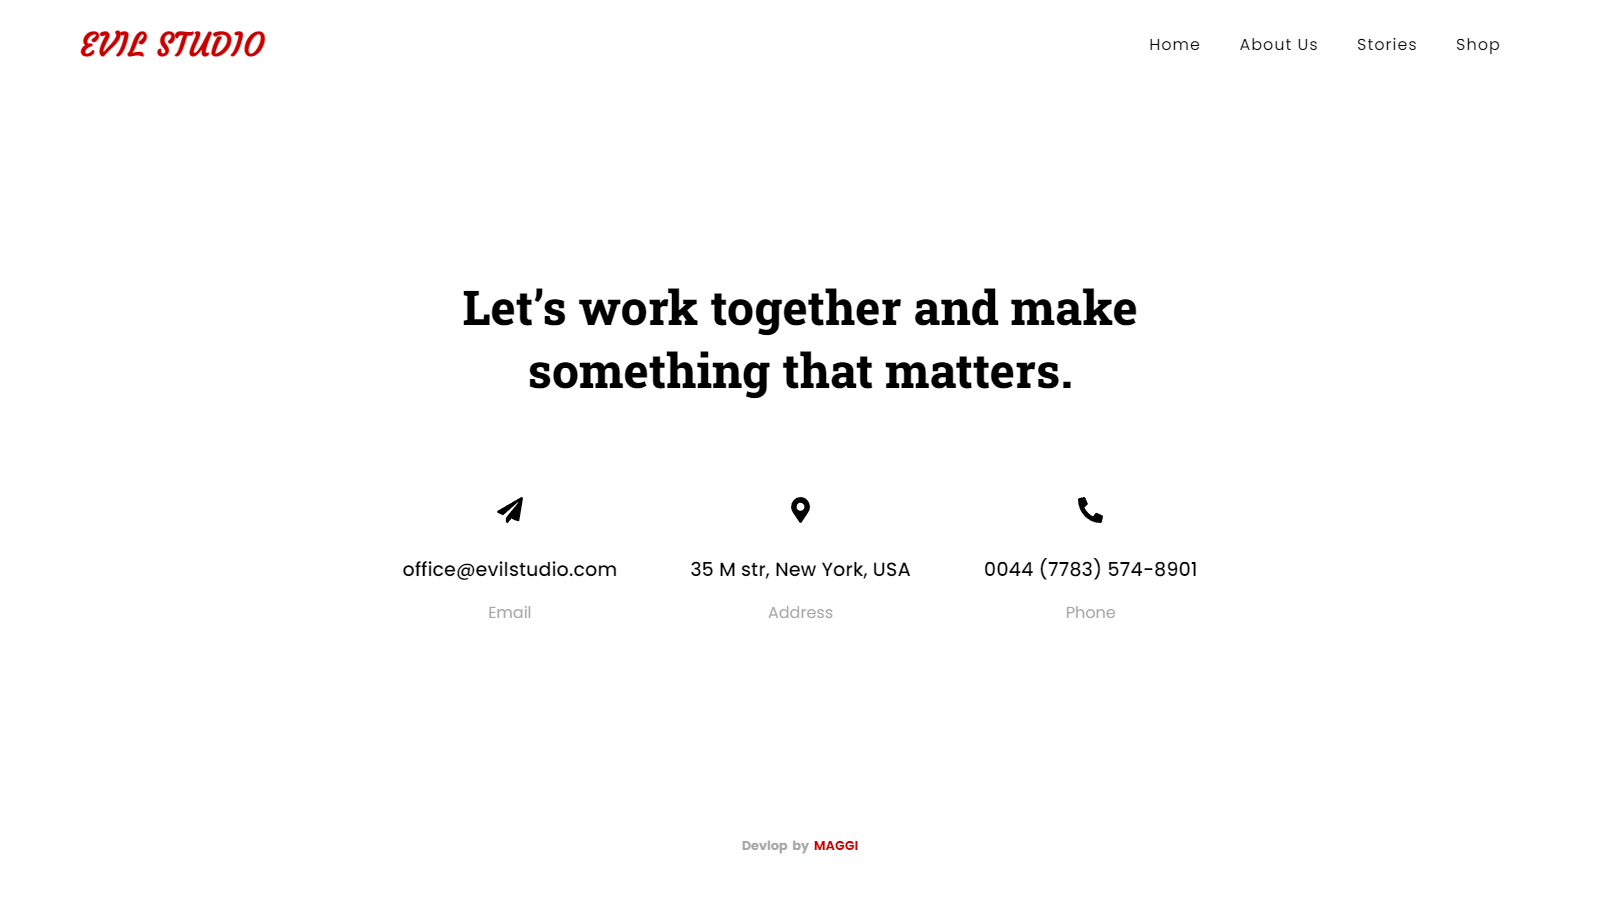 EVIL STUDIO
Home
About Us
Stories
Shop
Let’s work together and make
something that matters.
office@evilstudio.com
Email
35 M str, New York, USA
Address
0044 (7783) 574-8901
Phone
Devlop by MAGGI